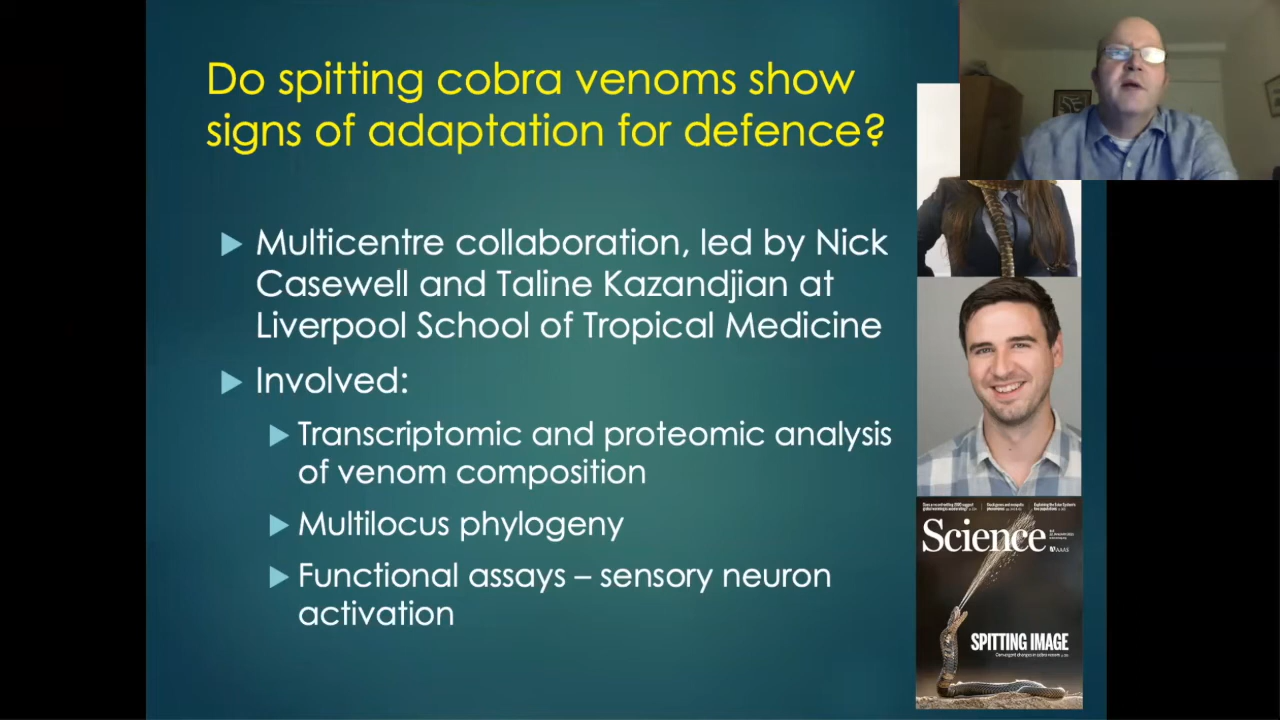 Do spitting cobra venoms show
signs of adaptation for defence?
Multicentre collaboration, led by Nick
Casewell and Taline Kazandjian at
Liverpool School of Tropical Medicine
Involved:
Transcriptomic and proteomic analysis
of venom composition
Multilocus phylogeny
Functional assays – sensory neuron
activation
Science
AAAS
SPITTING IMAGE